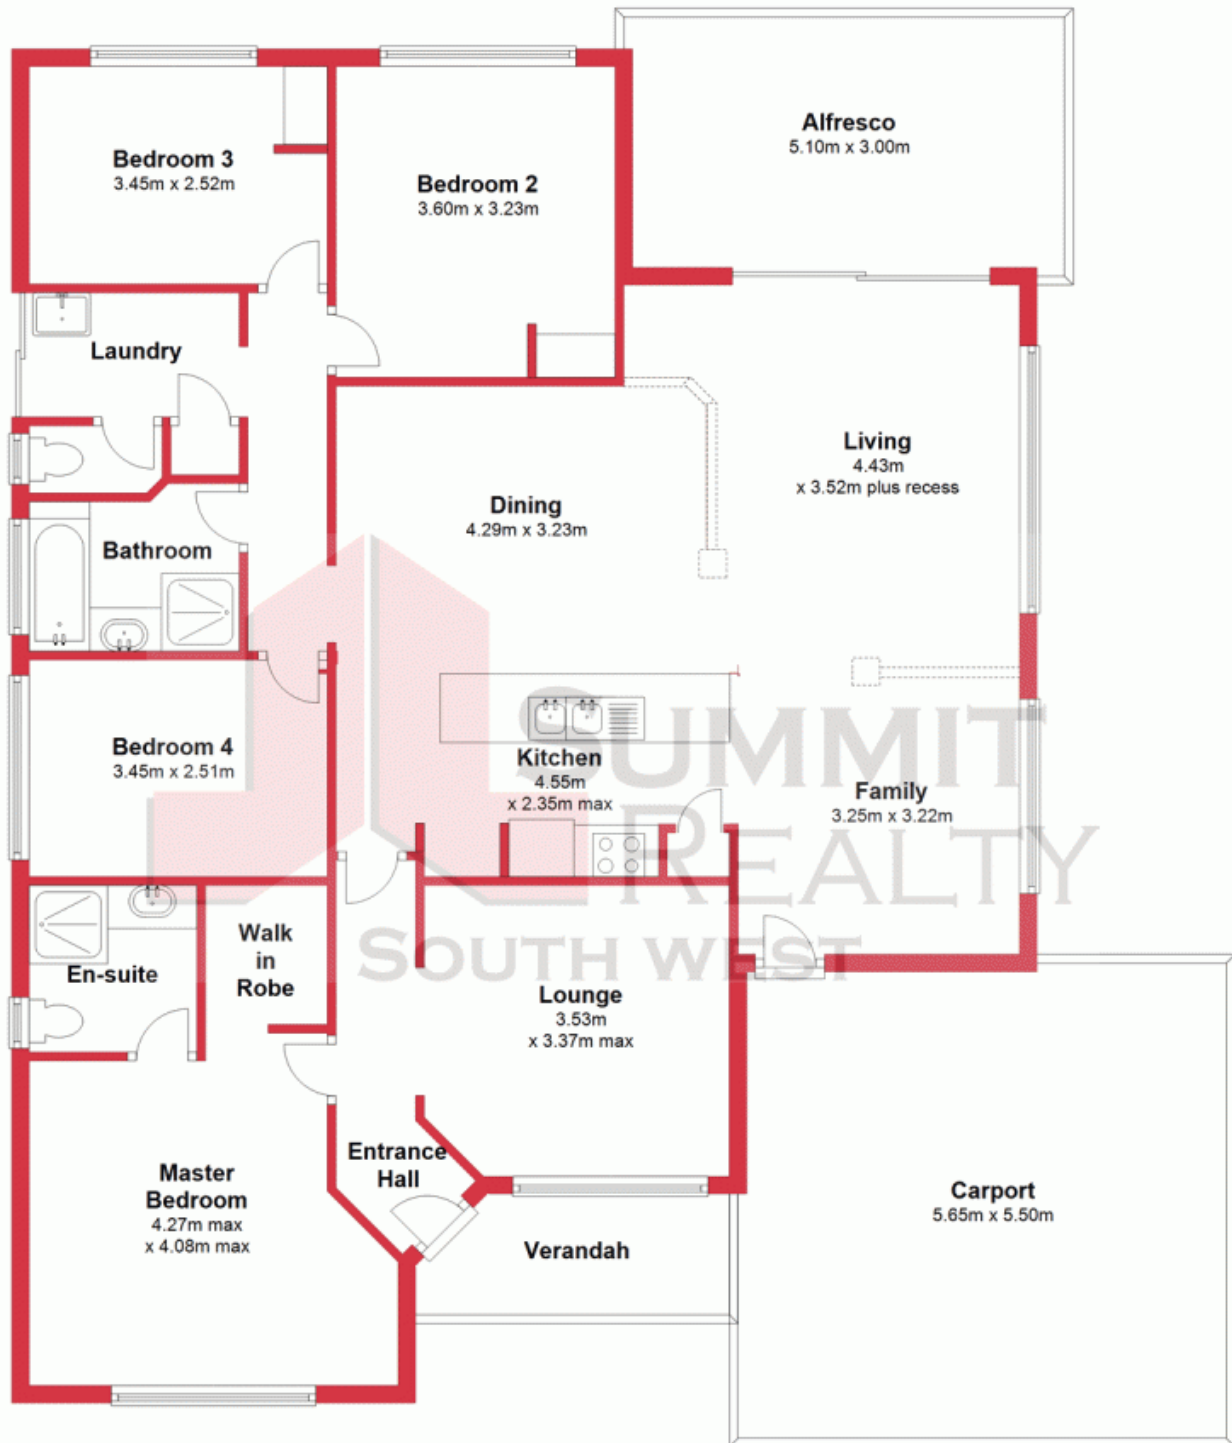 Alfresco
5.10m x 3.00m
Bedroom 3
3.45m x 2.52m
Bedroom 2
3.60m x 3.23m
Laundry
Living
4.43m
x 3.52m plus recess
Dining
4.29m x 3.23m
Bathroom
Bedroom 4
3.45m x 2.51m
Kitchen
4.55m
x 2.35m max
Family
3.25m x 3.22m
SUMMIT
REALTY
SOUTH WEST
Walk
in
Robe
En-suite
Lounge
3.53m
x 3.37m max
Entrance
Hall
Master
Bedroom
4.27m max
x 4.08m max
Verandah
Carport
5.65m x 5.50m